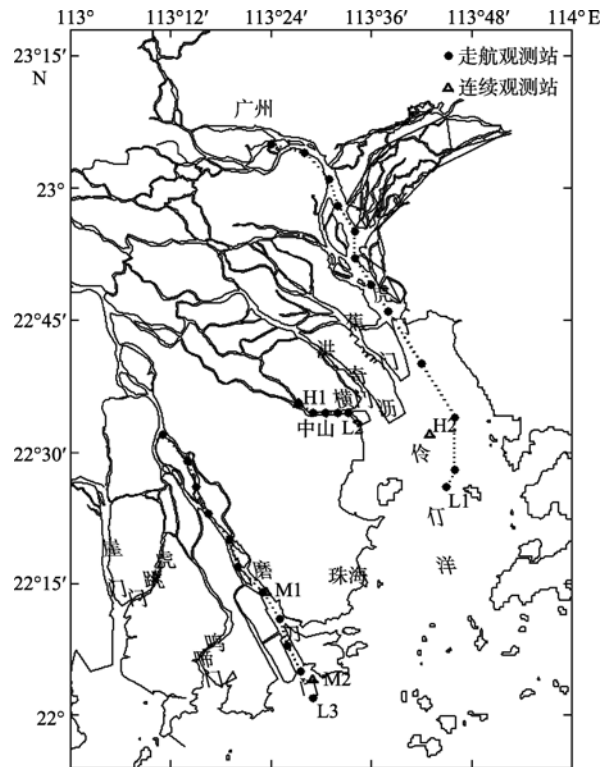 113°
113°12′
113°24′
113°36′
113°48′
114°E
23°15′
N
走航观测站
连续观测站
广州
23°
虎
22°45′
蕉
门
洪
奇
沥
H1
横门
中山
L2
H2
22°30′
伶
L1
仃
洋
崖
门
虎
跳
门
22°15′
磨
刀
M1
珠海
鸣
啼
门
M2
22°
L3